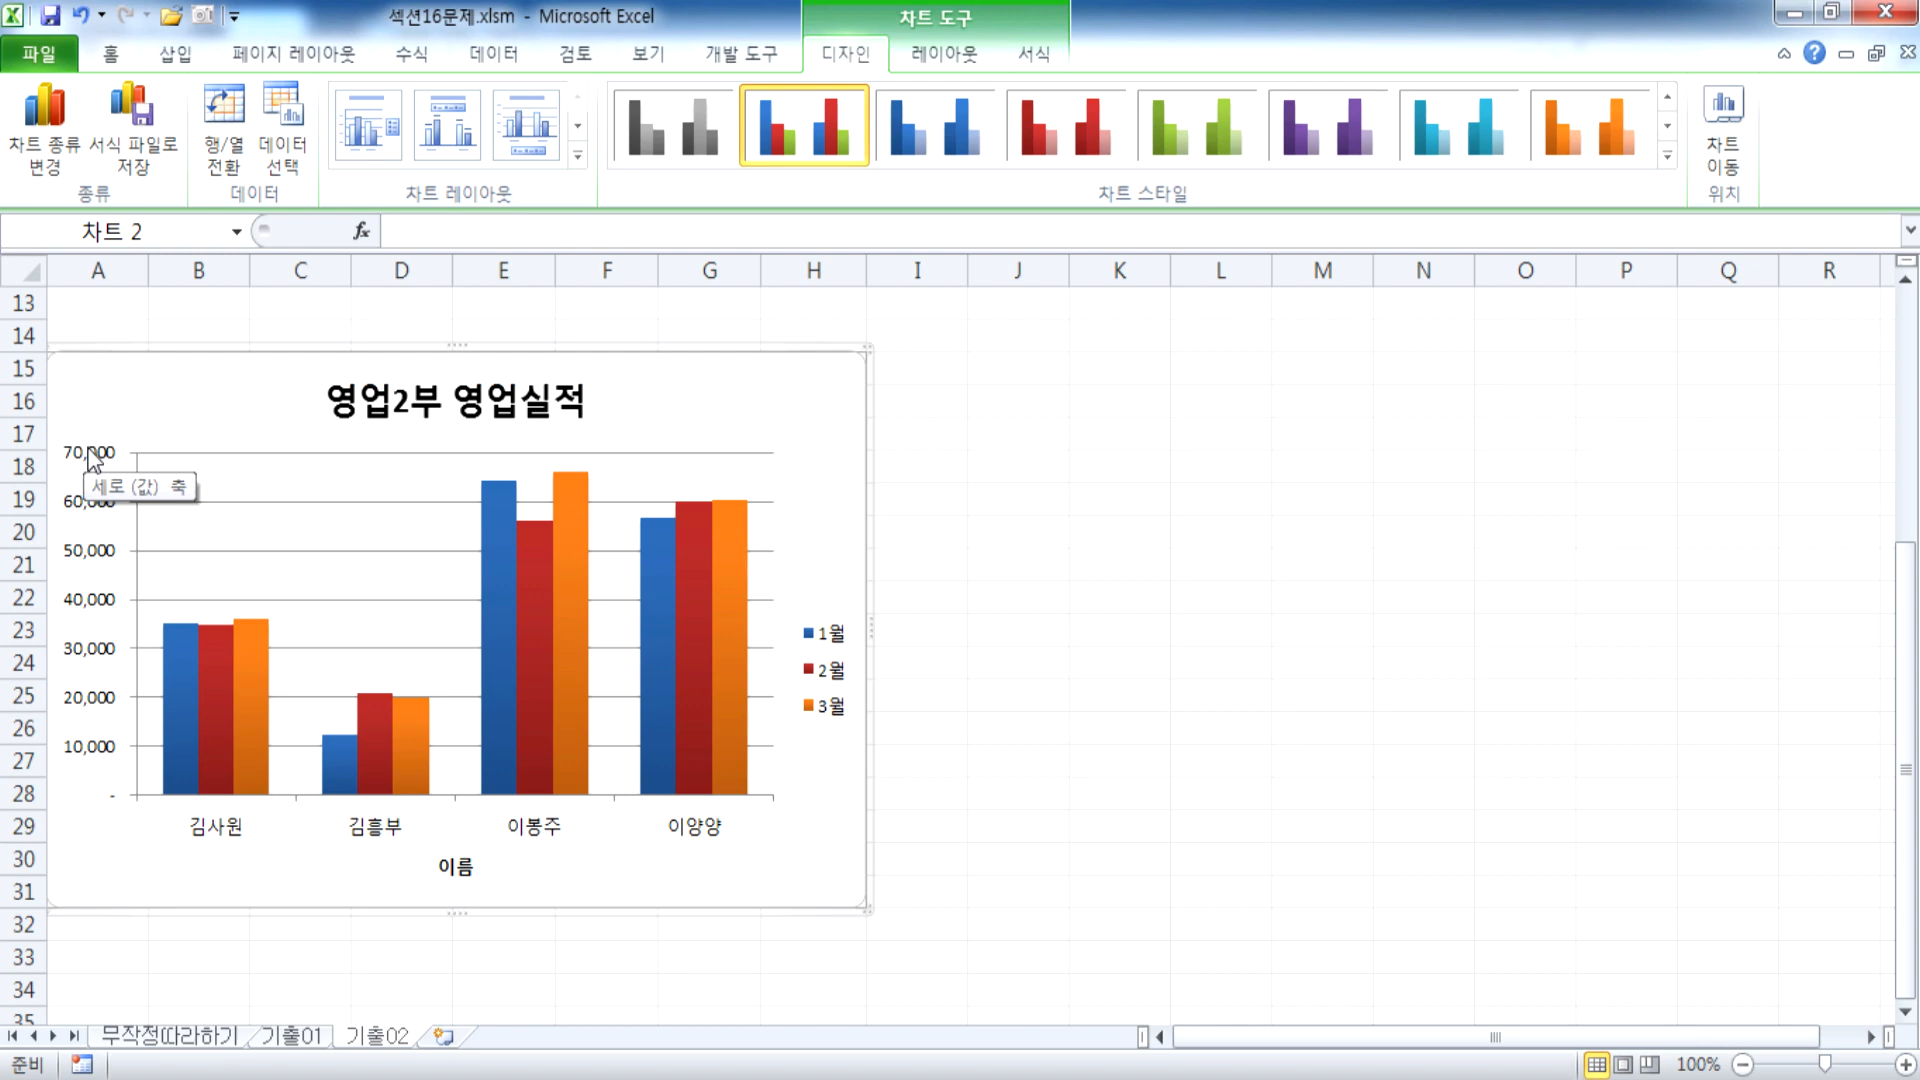 섹션16문제.xlsm - Microsoft Excel
차트 도구
파일 홈 삽입 페이지 레이아웃 수식 데이터 검토 보기 개발 도구 디자인 레이아웃 서식
차트 종류 변경
서식 파일로 저장
행/열 전환
데이터 선택
차트 이동
종류 데이터 차트 레이아웃 차트 스타일 위치
차트 2 fx
A B C D E F G H I J K L M N O P Q R
13
14
15
16
17
18
19
20
21
22
23
24
25
26
27
28
29
30
31
32
33
34
35
영업2부 영업실적
세로 (값) 축
50,000
40,000
30,000
20,000
10,000
-
1월
2월
3월
김사원 김흥부 이봉주 이양양
이름
무작정따라하기 기출01 기출02
준비 100%